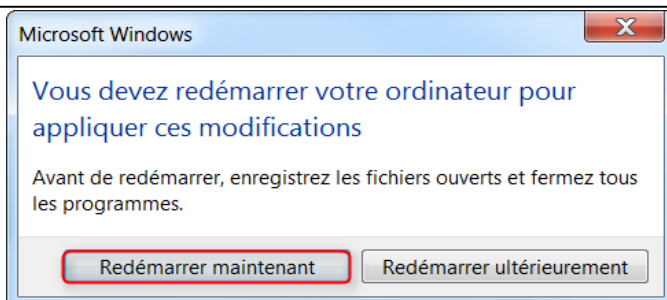 Microsoft Windows
Vous devez redémarrer votre ordinateur pour
appliquer ces modifications
Avant de redémarrer, enregistrez les fichiers ouverts et fermez tous
les programmes.
Redémarrer maintenant
Redémarrer ultérieurement